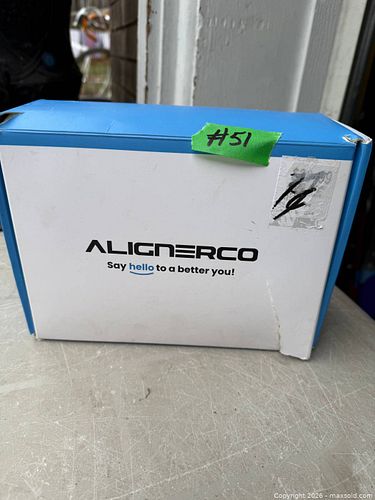 #51
ALIGNERCO
Say hello to a better you!
Copyright 2026 - maxsold.com